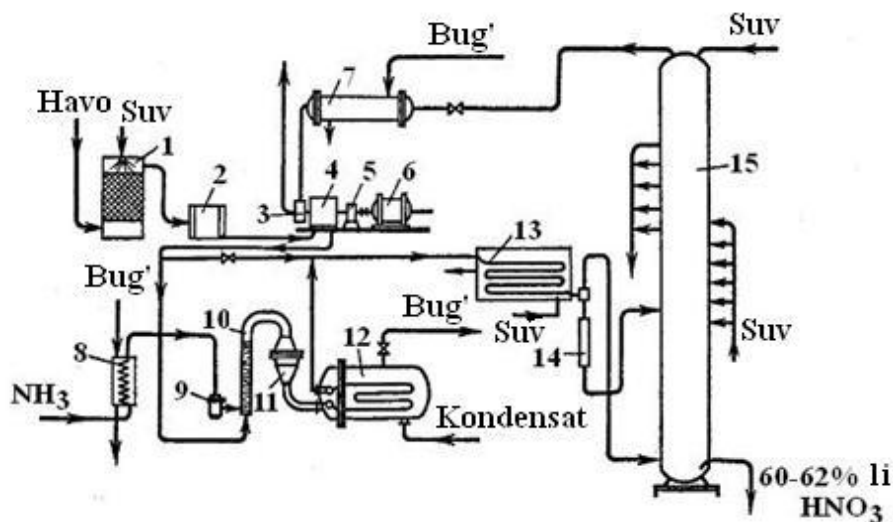 Bug'
Suv
Havo
Suv
1
2
3
4
5
6
7
15
13
Bug'
8
10
NH3
9
11
12
Bug'
Suv
14
Suv
Kondensat
60-62% li
HNO3